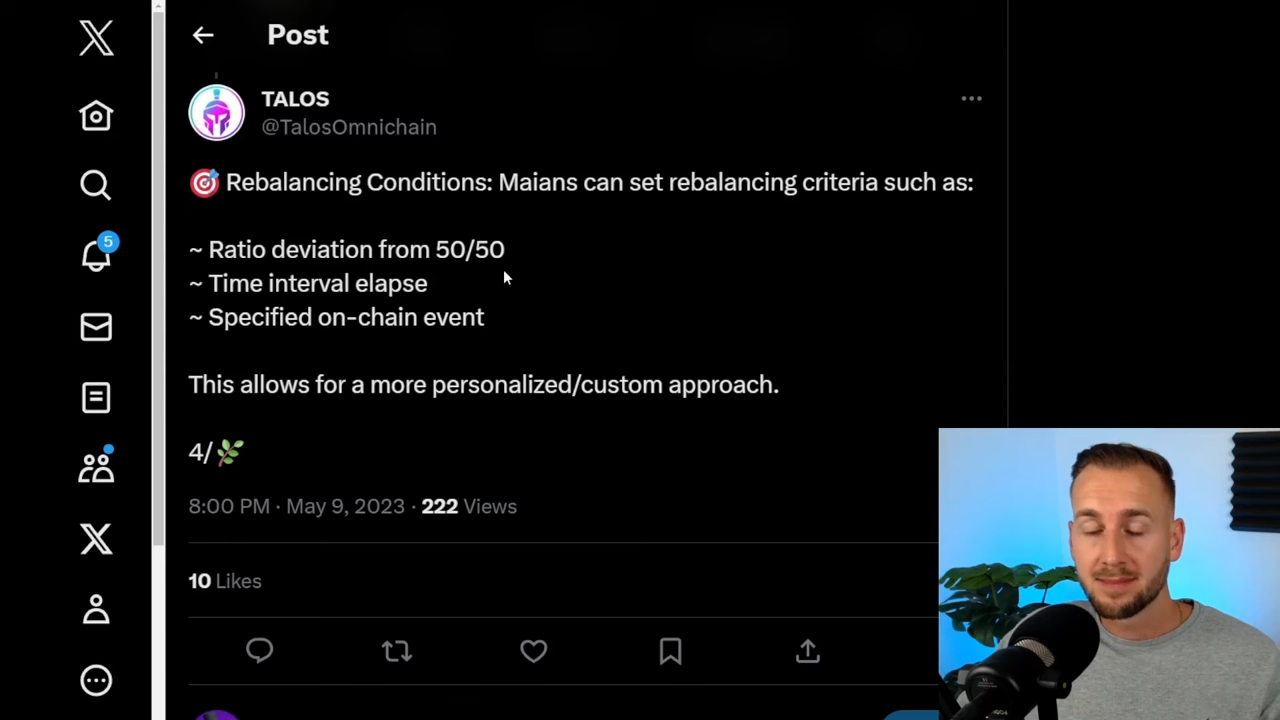 Post
TALOS
@TalosOmnichain
🎯 Rebalancing Conditions: Maians can set rebalancing criteria such as:
~ Ratio deviation from 50/50
~ Time interval elapse
~ Specified on-chain event
This allows for a more personalized/custom approach.
4/🌿
8:00 PM · May 9, 2023 · 222 Views
10 Likes
5